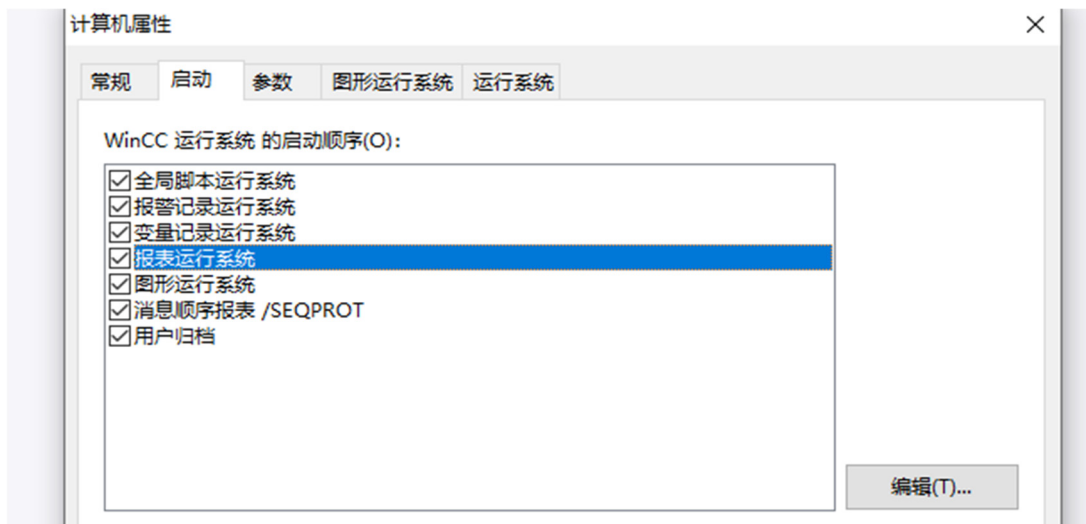 计算机属性
常规 启动 参数 图形运行系统 运行系统
WinCC 运行系统 的启动顺序(O):
全局脚本运行系统
报警记录运行系统
变量记录运行系统
报表运行系统
图形运行系统
消息顺序报表 /SEQPROT
用户归档
编辑(T)...